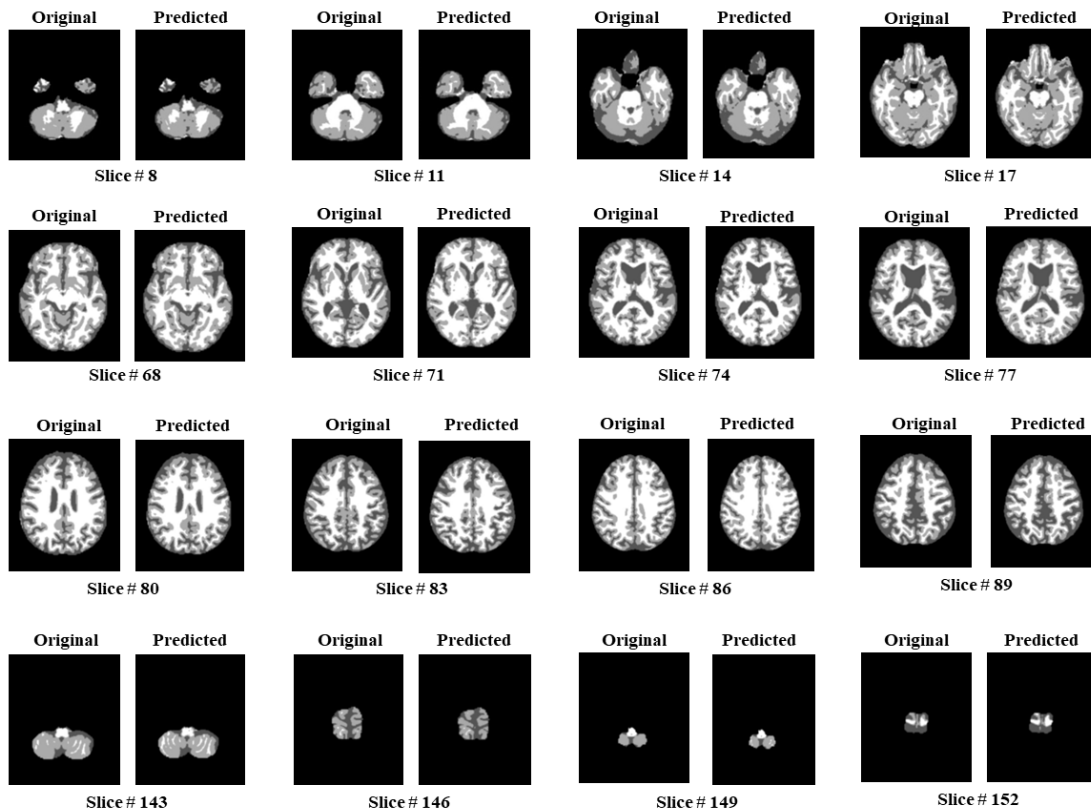 Original Predicted Original Predicted Original Predicted Original Predicted
Slice # 8 Slice # 11 Slice # 14 Slice # 17
Original Predicted Original Predicted Original Predicted Original Predicted
Slice # 68 Slice # 71 Slice # 74 Slice # 77
Original Predicted Original Predicted Original Predicted Original Predicted
Slice # 80 Slice # 83 Slice # 86 Slice # 89
Original Predicted Original Predicted Original Predicted Original Predicted
Slice # 143 Slice # 146 Slice # 149 Slice # 152